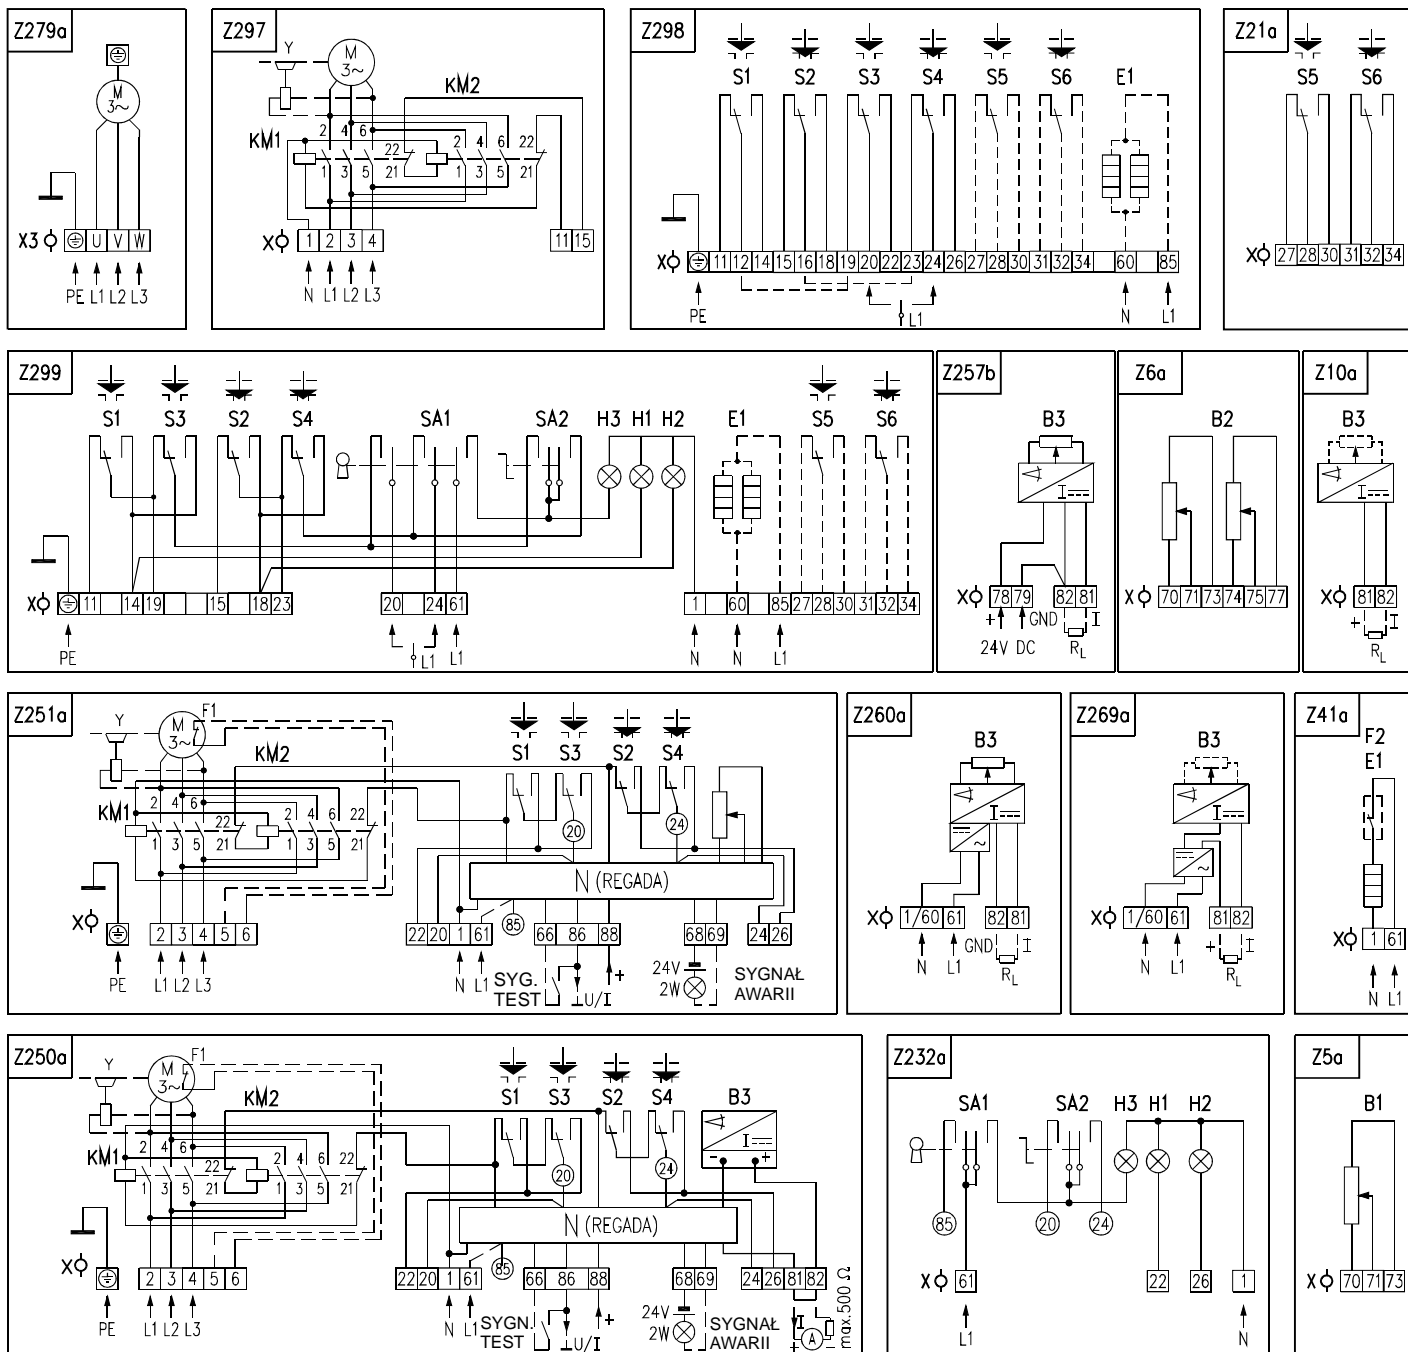 Z279a
M
3~
X3
U V W
PE L1 L2 L3
Z297
Y
M
3~
KM2
2 4 6
2 4 6 22
KM1
22
1 3 5 21 1 3 5 21
X 1 2 3 4 11 15
N L1 L2 L3
Z298
S1 S2 S3 S4 S5 S6 E1
X 11 12 14 15 16 18 19 20 22 23 24 26 27 28 30 31 32 34 60 85
PE L1 N L1
Z21a
S5 S6
X 27 28 30 31 32 34
Z299
S1 S3 S2 S4 SA1 SA2 H3 H1 H2 E1 S5 S6
X 11 14 19 15 18 23 20 24 61 1 60 85 27 28 30 31 32 34
PE L1 L1 N N L1
Z257b
B3
I
X 78 79 82 81
+ GND I
24V DC RL
Z6a
B2
X 70 71 73 74 75 77
Z10a
B3
I
X 81 82
+ I
RL
Z251a
Y
M
3~
F1
KM2
S1 S3 S2 S4
2 4 6
2 4 6 22
KM1
22
1 3 5 21 1 3 5 21
20 24
N (REGADA)
X 2 3 4 5 6 22 20 1 61 85 66 86 88 68 69 24 26
PE L1 L2 L3 N L1
SYG.
TEST
U/I
+
24V
2W
SYGNAŁ
AWARII
Z260a
B3
I
~
X 1/60 61 82 81
N L1 GND I
RL
Z269a
B3
I
~
X 1/60 61 81 82
N L1 + I
RL
Z41a
F2
E1
X 1 61
N L1
Z250a
Y
M
3~
F1
KM2
S1 S3 S2 S4 B3
I
- +
2 4 6
2 4 6 22
KM1
22
1 3 5 21 1 3 5 21
20 24
N (REGADA)
X 2 3 4 5 6 22 20 1 61 85 66 86 88 68 69 24 26 81 82
PE L1 L2 L3 N L1
SYGN.
TEST
U/I
+
24V
2W
SYGNAŁ
AWARII
I
+
A
max.500 Ω
Z232a
SA1 SA2 H3 H1 H2
85 20 24
X 61 22 26 1
L1 N
Z5a
B1
X 70 71 73